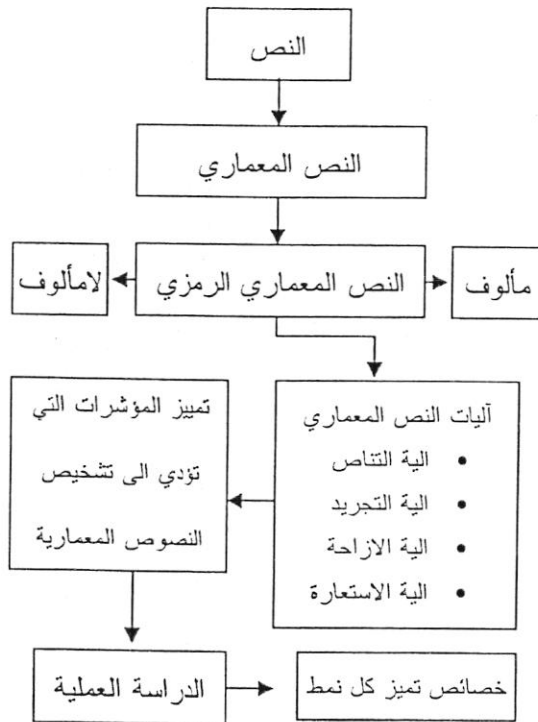 النص
النص المعماري
مألوف
النص المعماري الرمزي
لامألوف
آليات النص المعماري
• الية التناص
• الية التجريد
• الية الازاحة
• الية الاستعارة
تمييز المؤشرات التي
تؤدي الى تشخيص
النصوص المعمارية
الدراسة العملية
خصائص تميز كل نمط